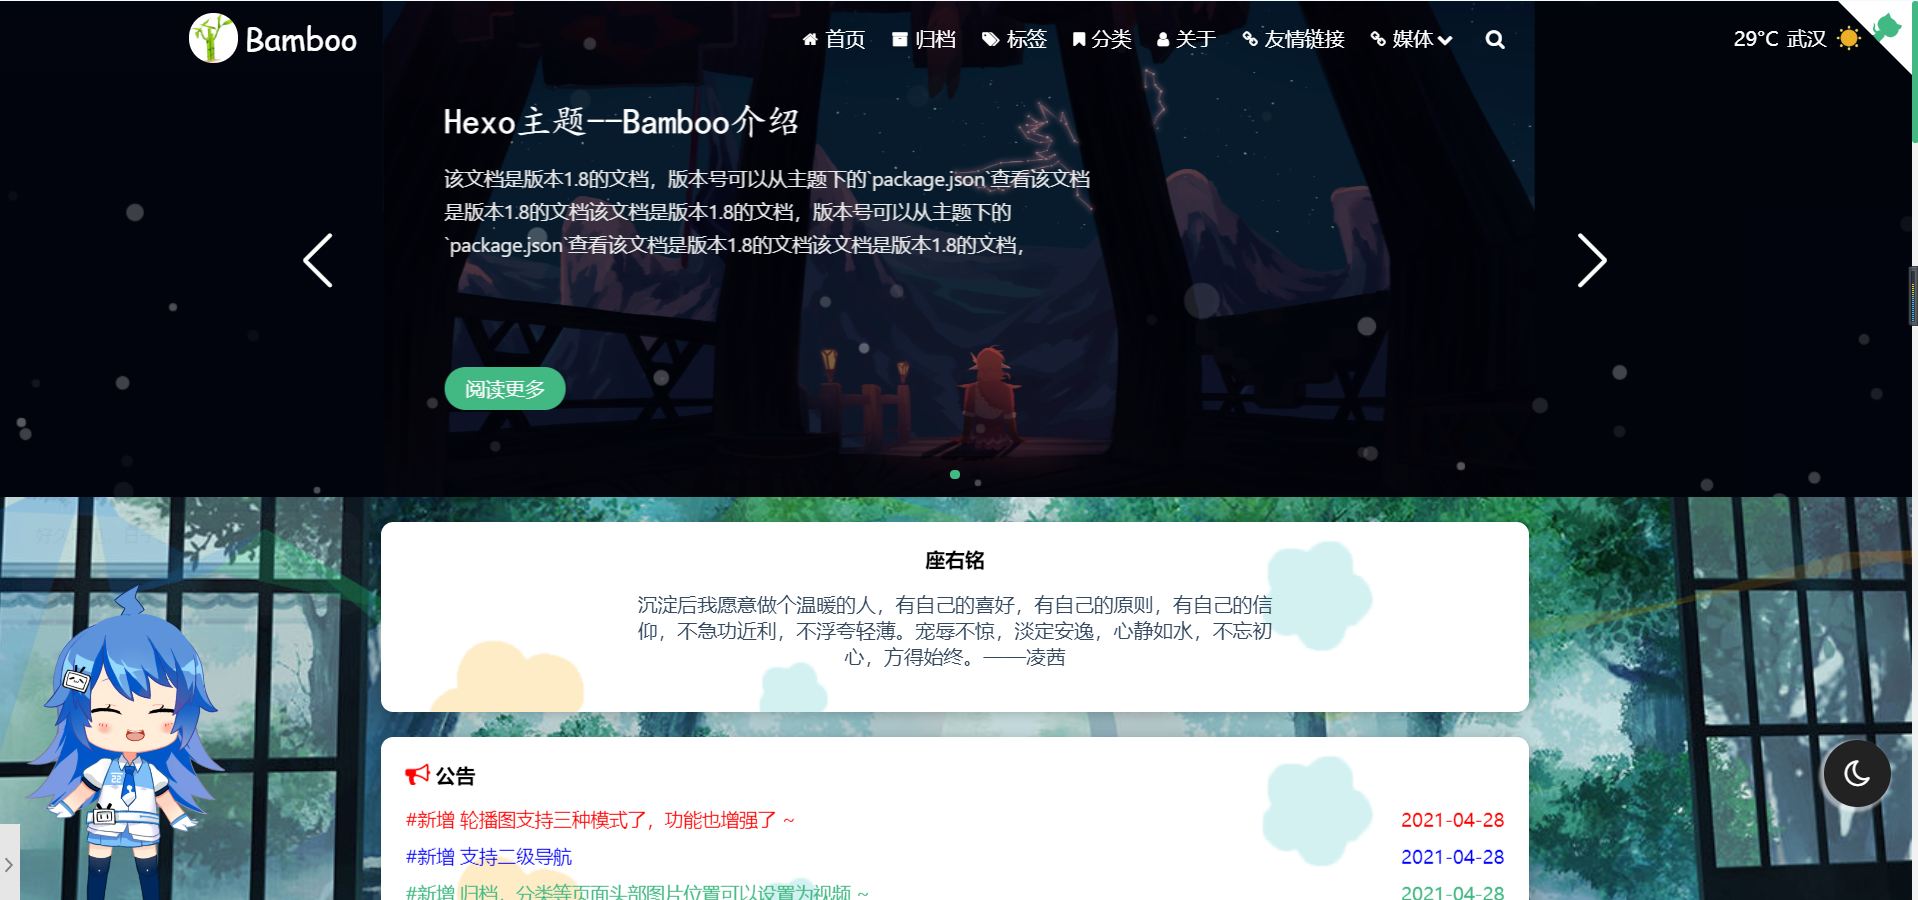 Bamboo
首页 归档 标签 分类 关于 友情链接 媒体
29°C 武汉
Hexo主题--Bamboo介绍
该文档是版本1.8的文档，版本号可以从主题下的`package.json`查看该文档
是版本1.8的文档该文档是版本1.8的文档，版本号可以从主题下的
`package.json`查看该文档是版本1.8的文档该文档是版本1.8的文档，
阅读更多
座右铭
沉淀后我愿意做个温暖的人，有自己的喜好，有自己的原则，有自己的信
仰，不急功近利，不浮夸轻薄。宠辱不惊，淡定安逸，心静如水，不忘初
心，方得始终。——凌茜
公告
#新增 轮播图支持三种模式了，功能也增强了 ~ 2021-04-28
#新增 支持二级导航 2021-04-28
#新增 归档、分类等页面头部图片位置可以设置为视频 ~ 2021-04-28
22